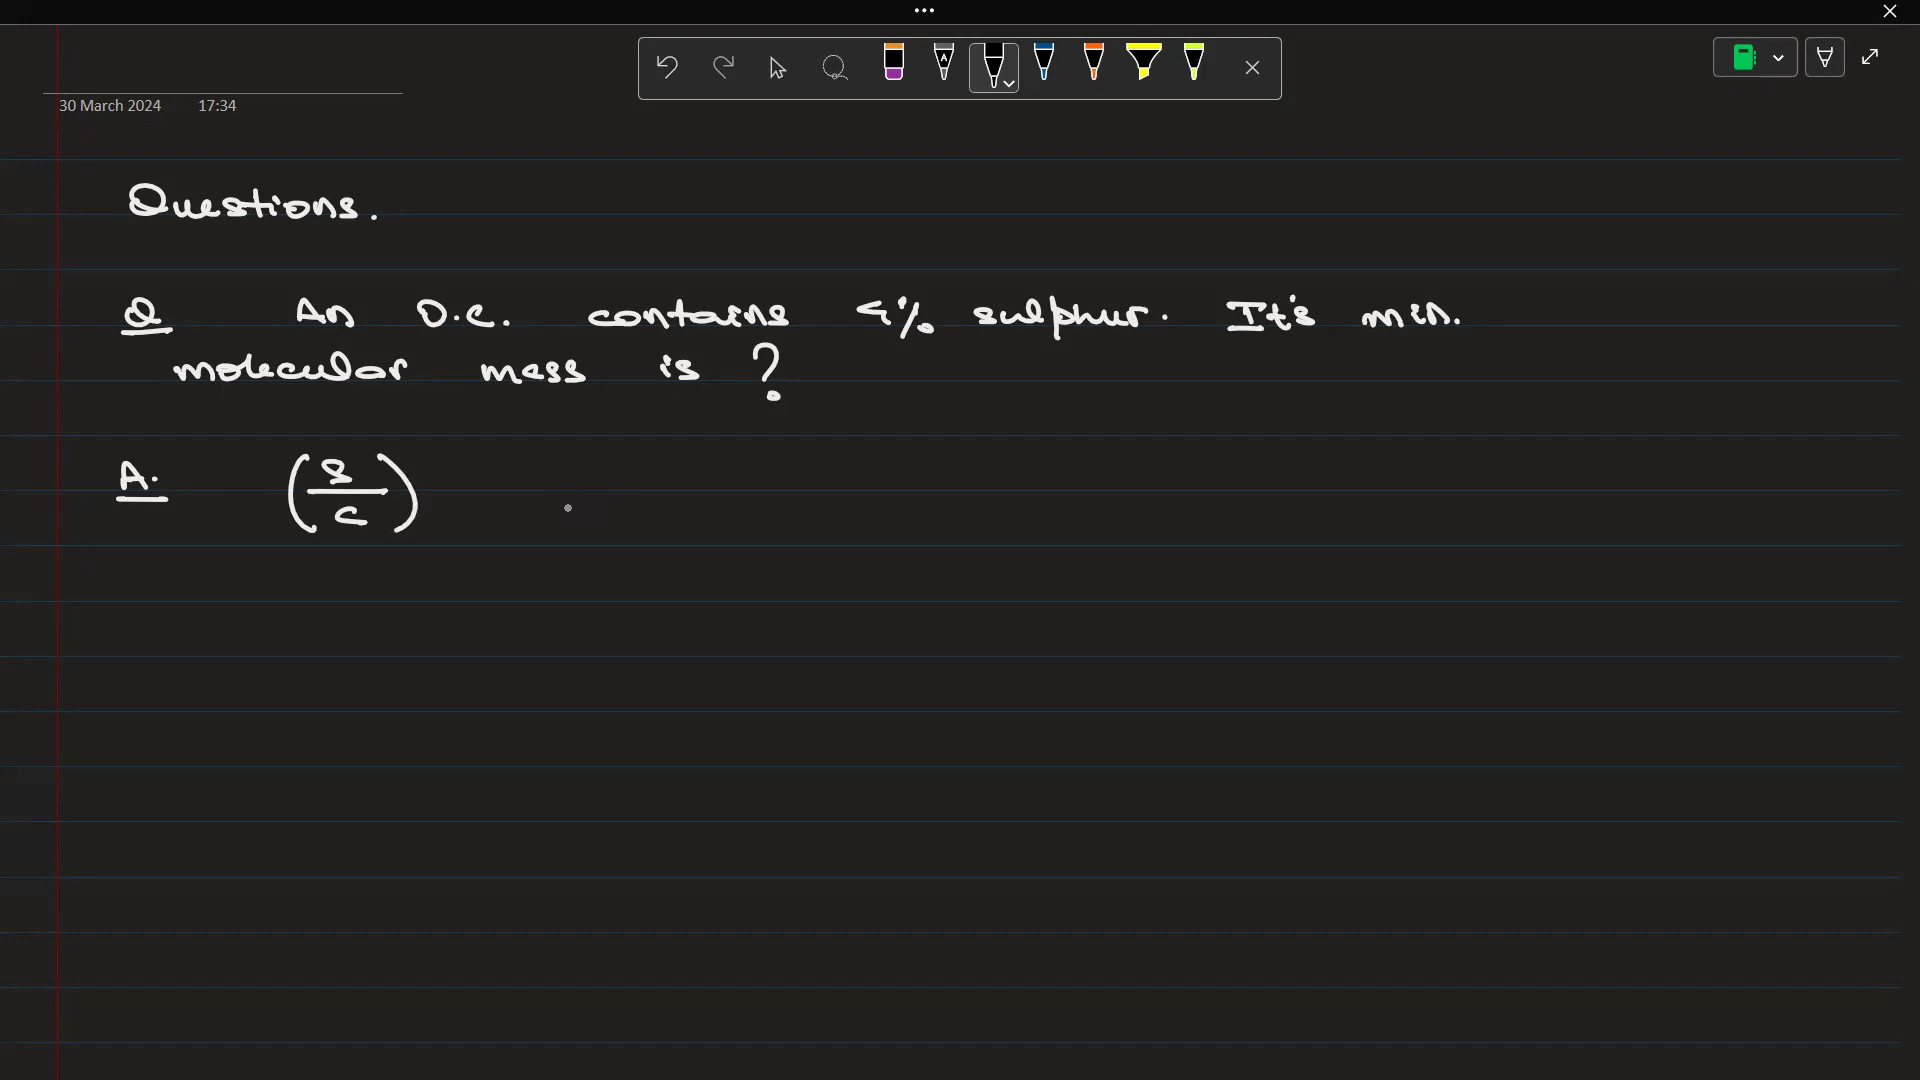 30 March 2024 17:34
Questions.
Q An O.C. contains 4% sulphur. It's min.
molecular mass is ?
A. (S/C)